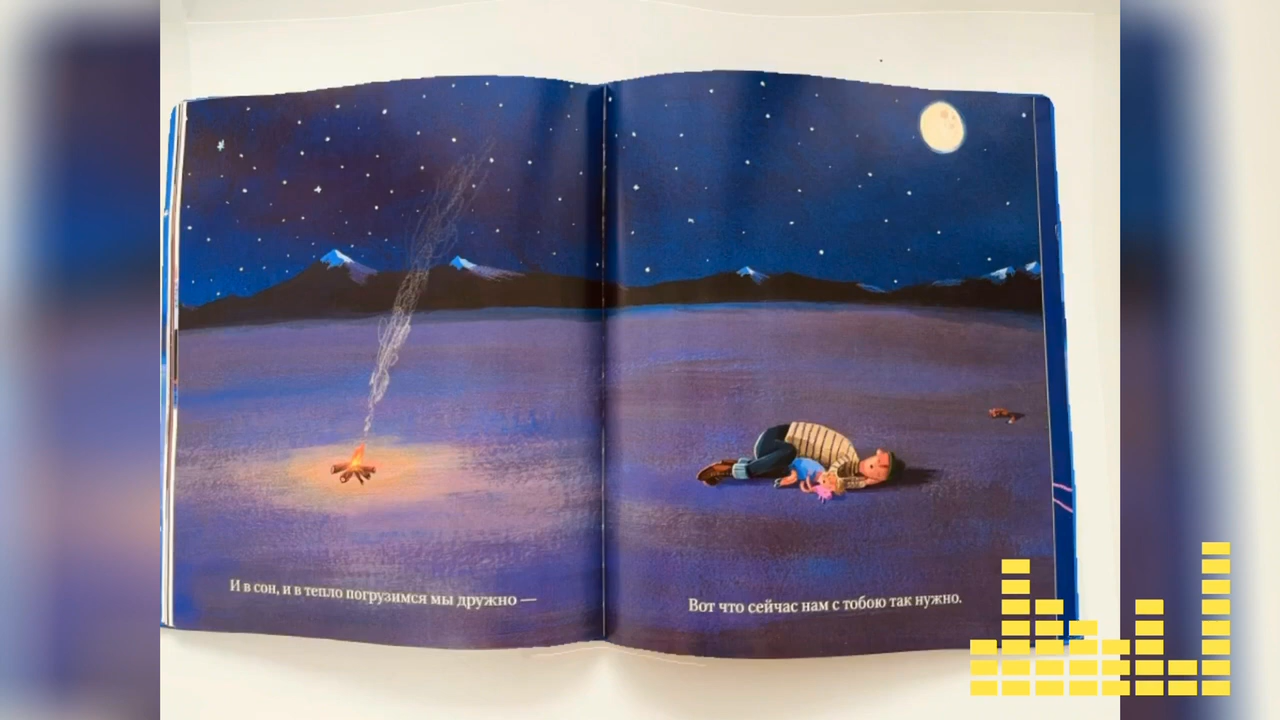 И в сон, и в тепло погрузимся мы дружно —
Вот что сейчас нам с тобою так нужно.